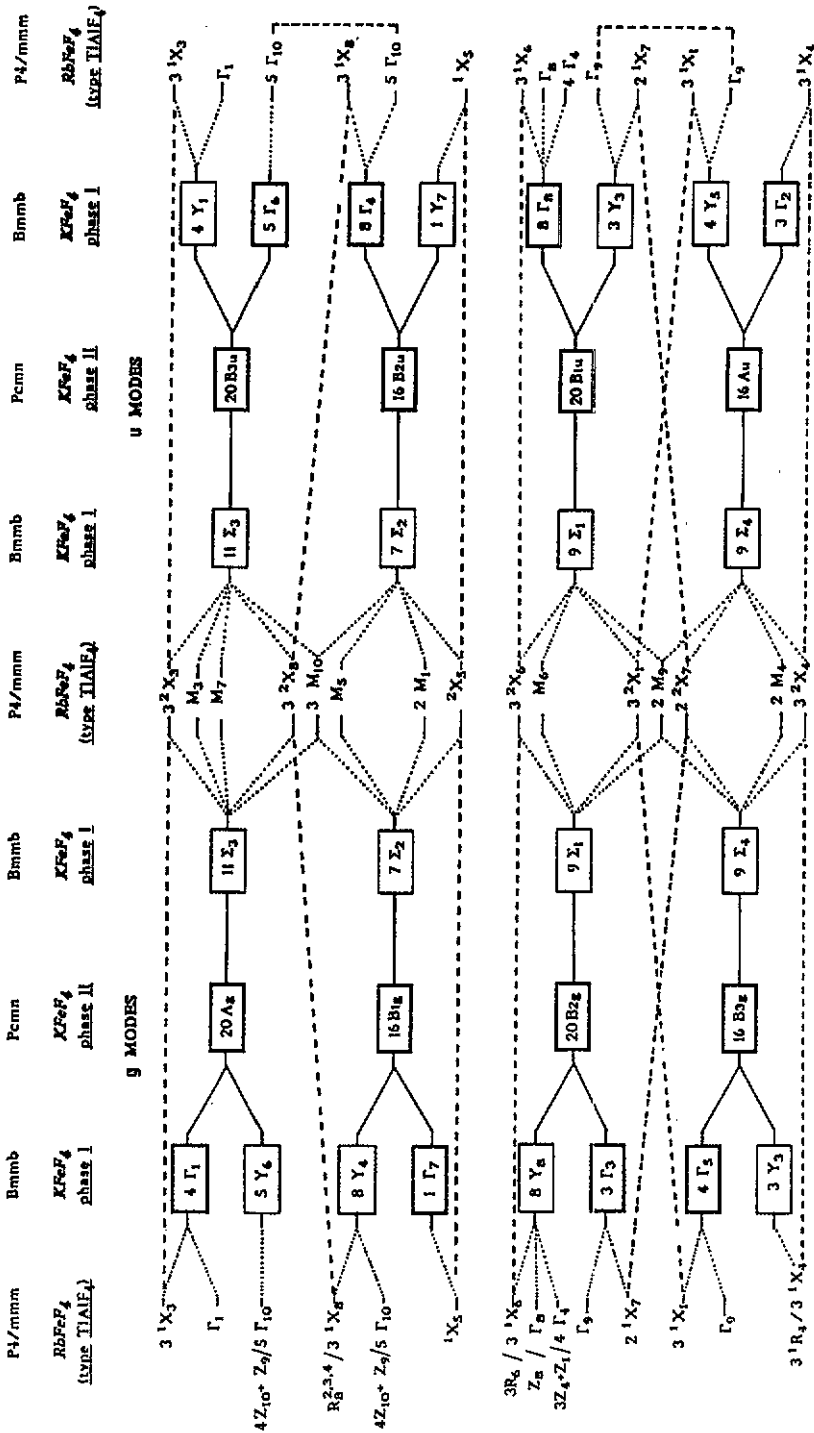 P4/mmm Bmmb Pcmn Bmmb P4/mmm Bmmb Pcmn Bmmb P4/mmm
RbFeF4 KFeF4 KFeF4 KFeF4 RbFeF4 KFeF4 KFeF4 KFeF4 RbFeF4
(type TlAlF4) phase I phase II phase I (type TlAlF4) phase I phase II phase I (type TlAlF4)
g MODES u MODES
3 ¹X₃ 3 ²X₃ 3 ¹X₃
4 Γ₁ 4 Y₁
M₃
Γ₁ M₇ Γ₁
20 Ag 11 Σ₃ 11 Σ₃ 20 B3u
5 Y₆ 5 Γ₆
4Z₁₀+ Z₉/5 Γ₁₀ 5 Γ₁₀
3 ²X₈
R₈²,³,⁴ / 3 ¹X₈ 3 M₁₀ 3 ¹X₈
8 Y₄ 8 Γ₄
4Z₁₀+ Z₉/5 Γ₁₀ M₅ 5 Γ₁₀
16 B1g 7 Σ₂ 7 Σ₂ 16 B2u
1 Γ₇ 2 M₁ 1 Y₇
¹X₅ ²X₅ ¹X₅
3R₆ / 3 ¹X₆ 3 ²X₆ 3 ¹X₆
8 Y₈ 8 Γ₈
Z₈ / Γ₈ M₆ Γ₈
3Z₄+Z₁/4 Γ₄ 4 Γ₄
20 B2g 9 Σ₁ 9 Σ₁ 20 B1u
Γ₉ Γ₉
3 Γ₃ 3 Y₃
2 ¹X₇ 3 ²X₁ 2 ¹X₇
2 M₉
3 ¹X₁ 2 ²X₇ 3 ¹X₁
4 Γ₅ 4 Y₅
Γ₉ Γ₉
16 B3g 9 Σ₄ 9 Σ₄ 16 Au
3 Y₃ 2 M₄ 3 Γ₂
3 ¹R₄/3 ¹X₄ 3 ²X₄ 3 ¹X₄